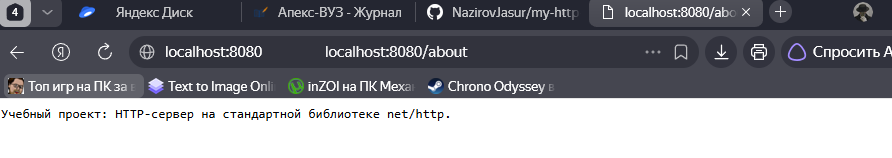 4
Яндекс Диск
Апекс-ВУЗ - Журнал
NazirovJasur/my-http
localhost:8080/abou
Я
localhost:8080
localhost:8080/about
Спросить А
Топ игр на ПК за в
Text to Image Onli
inZOI на ПК Механ
Chrono Odyssey в
Учебный проект: HTTP-сервер на стандартной библиотеке net/http.